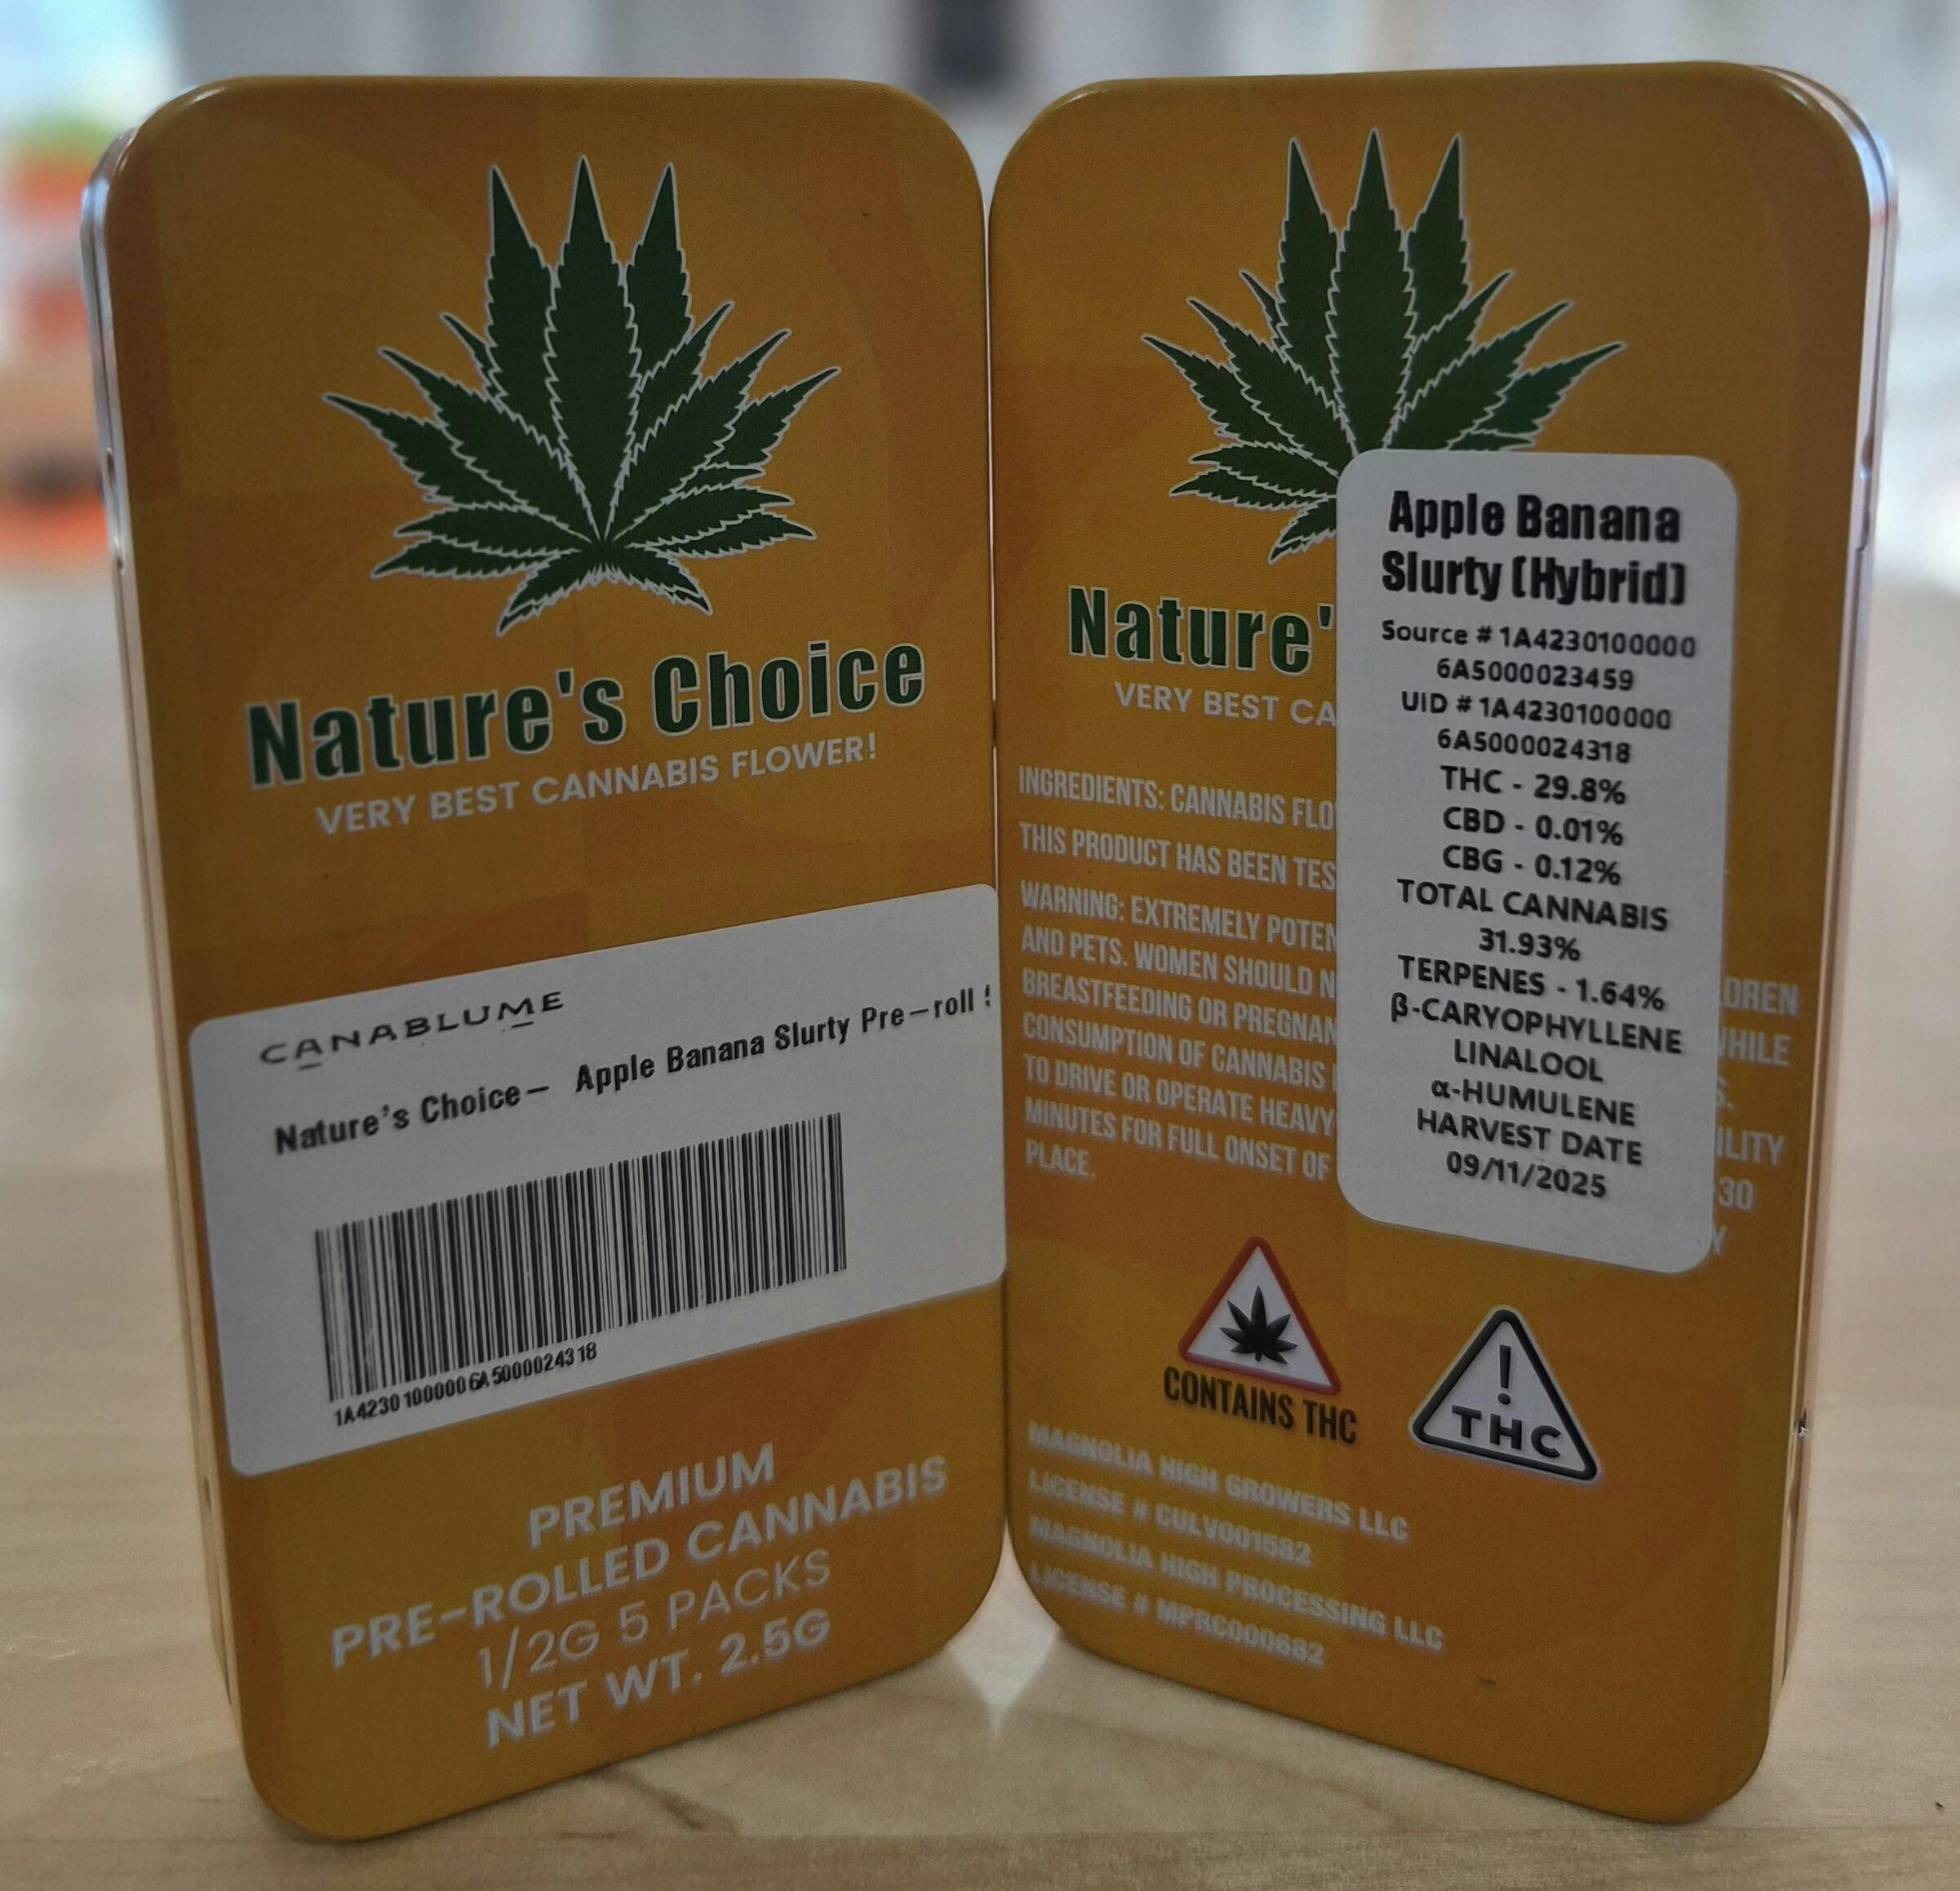 Nature's Choice
VERY BEST CANNABIS FLOWER!
CANABLUME
Nature's Choice– Apple Banana Slurty Pre–roll
1A42301000006A5000024318
PREMIUM
PRE-ROLLED CANNABIS
1/2G 5 PACKS
NET WT. 2.5G
Nature'
VERY BEST CA
INGREDIENTS: CANNABIS FLO
THIS PRODUCT HAS BEEN TES
WARNING: EXTREMELY POTEN
AND PETS. WOMEN SHOULD N DREN
BREASTFEEDING OR PREGNAN WHILE
CONSUMPTION OF CANNABIS S.
TO DRIVE OR OPERATE HEAVY ILITY
MINUTES FOR FULL ONSET OF 30
PLACE. Y
Apple Banana
Slurty (Hybrid)
Source # 1A4230100000
6A5000023459
UID # 1A4230100000
6A5000024318
THC - 29.8%
CBD - 0.01%
CBG - 0.12%
TOTAL CANNABIS
31.93%
TERPENES - 1.64%
β-CARYOPHYLLENE
LINALOOL
α-HUMULENE
HARVEST DATE
09/11/2025
CONTAINS THC
!
THC
MAGNOLIA HIGH GROWERS LLC
LICENSE # CULV001582
MAGNOLIA HIGH PROCESSING LLC
LICENSE # MPRC000682